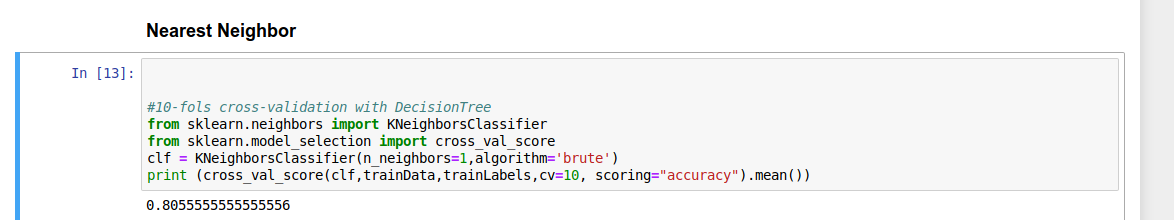 Nearest Neighbor
In [13]:
#10-fols cross-validation with DecisionTree
from sklearn.neighbors import KNeighborsClassifier
from sklearn.model_selection import cross_val_score
clf = KNeighborsClassifier(n_neighbors=1,algorithm='brute')
print (cross_val_score(clf,trainData,trainLabels,cv=10, scoring="accuracy").mean())
0.8055555555555556